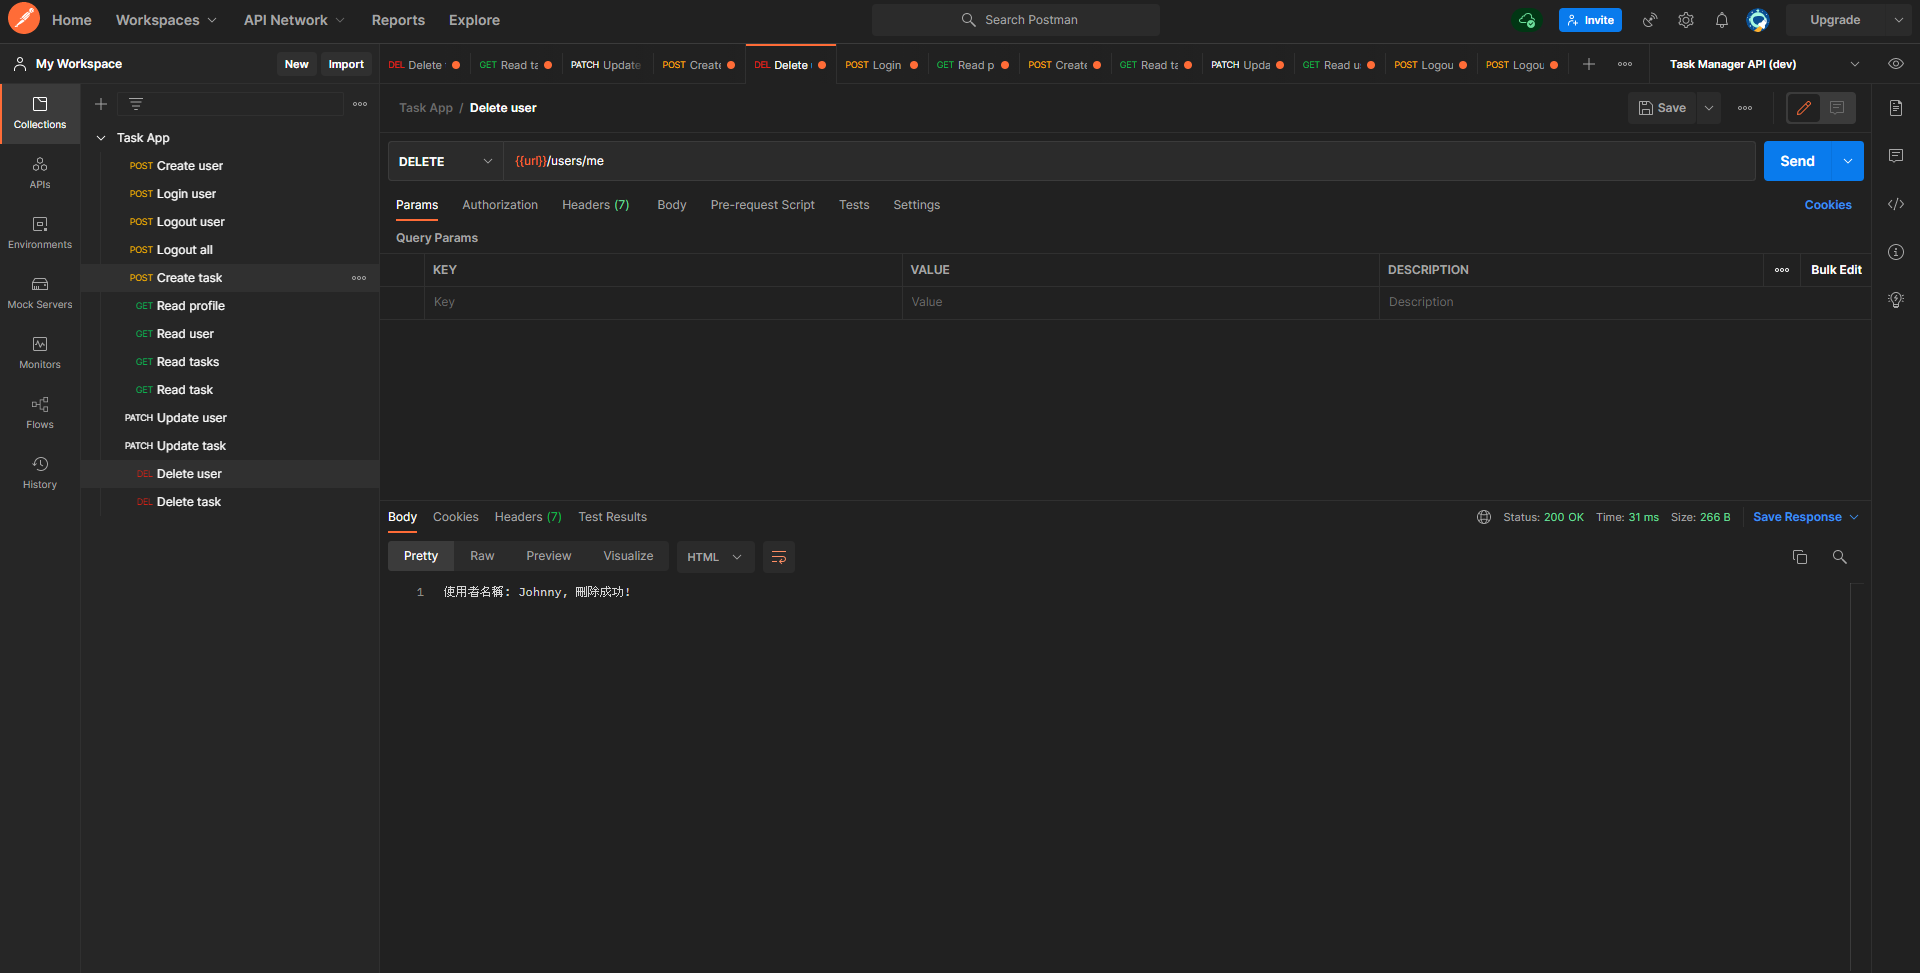 Home Workspaces API Network Reports Explore Search Postman Invite Upgrade
My Workspace New Import
DEL Delete GET Read ta PATCH Update POST Create DEL Delete POST Login GET Read p POST Create GET Read ta PATCH Upda GET Read u POST Logou POST Logou Task Manager API (dev)
Collections
APIs
Environments
Mock Servers
Monitors
Flows
History
Task App
POST Create user
POST Login user
POST Logout user
POST Logout all
POST Create task
GET Read profile
GET Read user
GET Read tasks
GET Read task
PATCH Update user
PATCH Update task
DEL Delete user
DEL Delete task
Task App / Delete user Save
DELETE {{url}}/users/me Send
Params Authorization Headers (7) Body Pre-request Script Tests Settings Cookies
Query Params
KEY VALUE DESCRIPTION Bulk Edit
Key Value Description
Body Cookies Headers (7) Test Results Status: 200 OK Time: 31 ms Size: 266 B Save Response
Pretty Raw Preview Visualize HTML
1 使用者名稱: Johnny, 刪除成功!